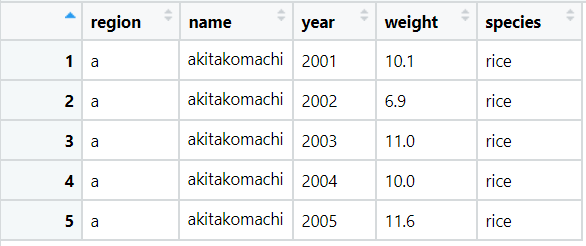 region name year weight species
1 a akitakomachi 2001 10.1 rice
2 a akitakomachi 2002 6.9 rice
3 a akitakomachi 2003 11.0 rice
4 a akitakomachi 2004 10.0 rice
5 a akitakomachi 2005 11.6 rice